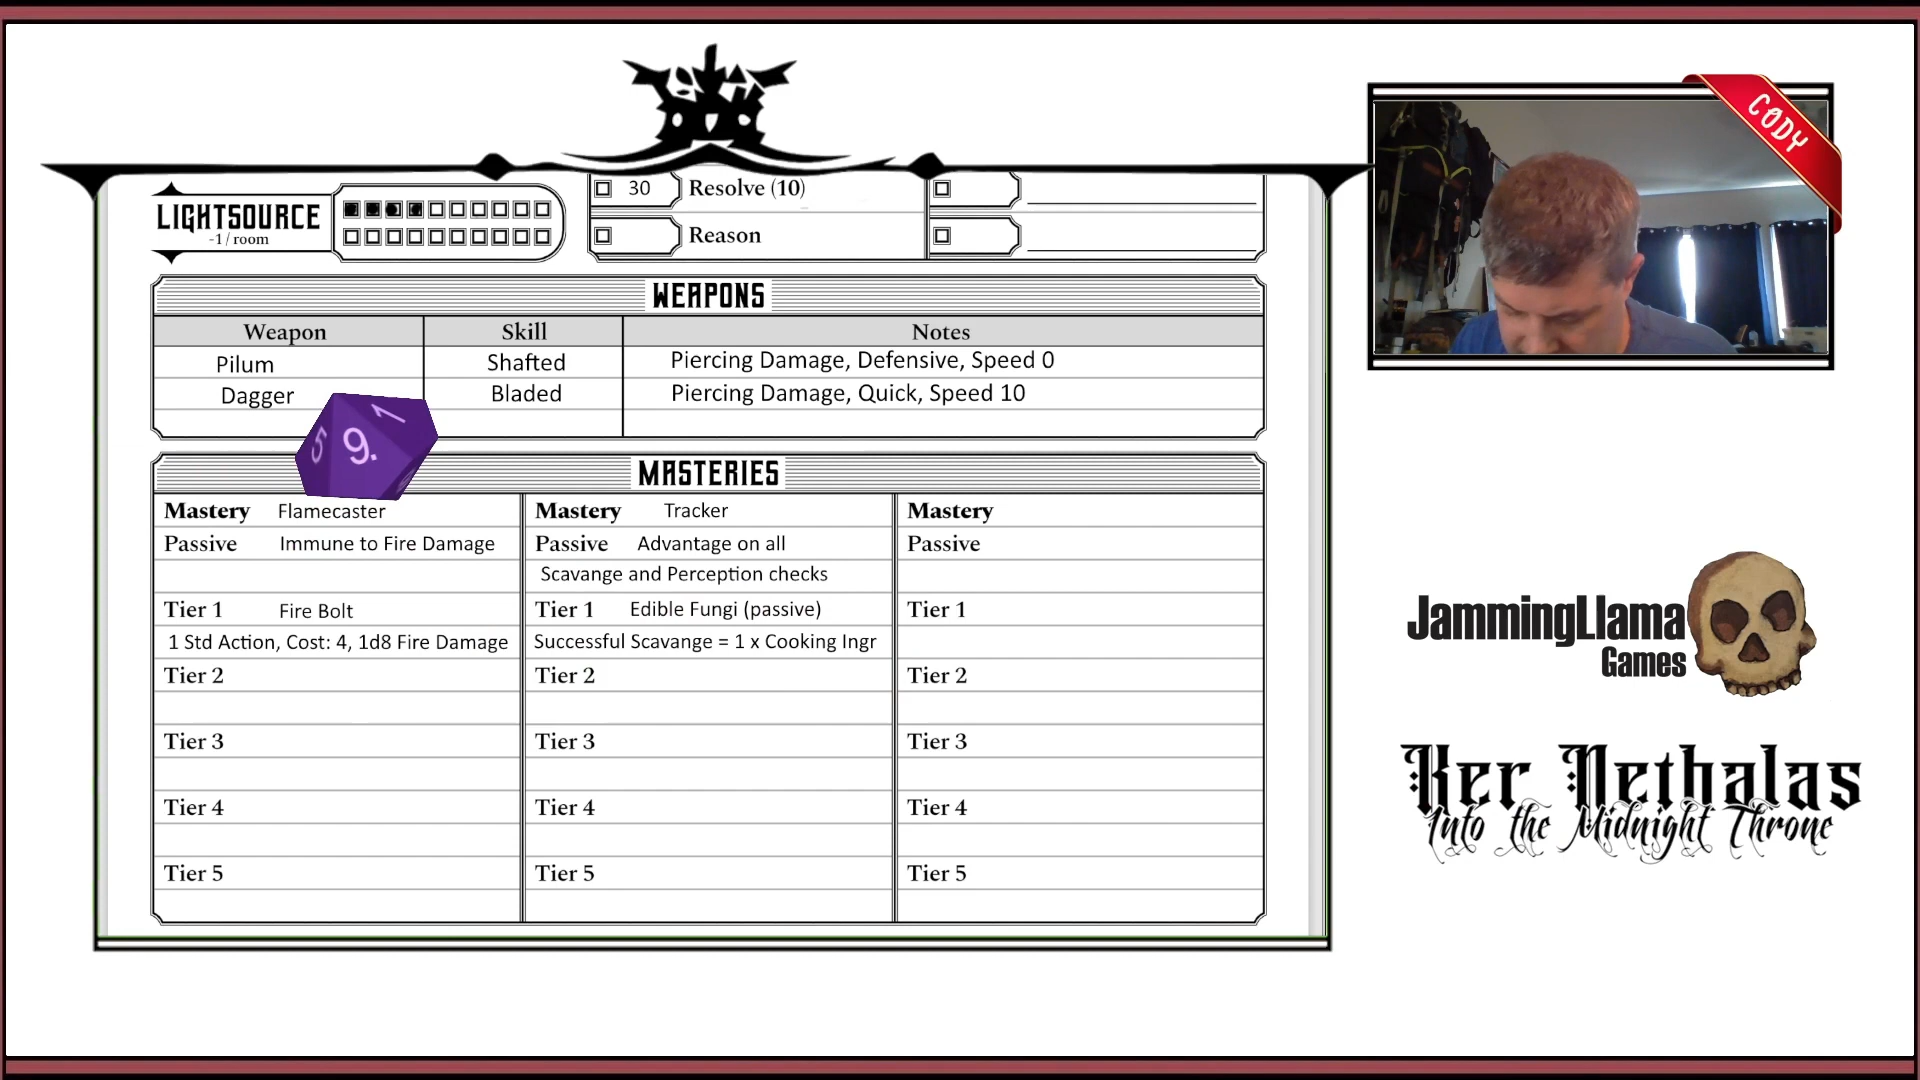 CODY
30 Resolve (10)
LIGHTSOURCE
-1 / room
Reason
WEAPONS
Weapon Skill Notes
Pilum Shafted Piercing Damage, Defensive, Speed 0
Dagger Bladed Piercing Damage, Quick, Speed 10
5 9. 1
MASTERIES
Mastery Flamecaster
Passive Immune to Fire Damage
Tier 1 Fire Bolt
1 Std Action, Cost: 4, 1d8 Fire Damage
Tier 2
Tier 3
Tier 4
Tier 5
Mastery Tracker
Passive Advantage on all
Scavange and Perception checks
Tier 1 Edible Fungi (passive)
Successful Scavange = 1 x Cooking Ingr
Tier 2
Tier 3
Tier 4
Tier 5
Mastery
Passive
Tier 1
Tier 2
Tier 3
Tier 4
Tier 5
JammingLlama
Games
Ker Nethalas
Into the Midnight Throne